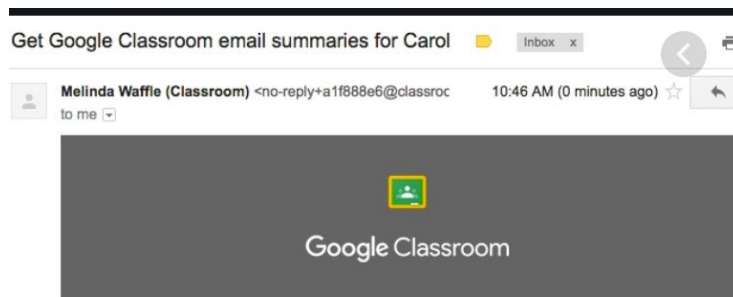 Get Google Classroom email summaries for Carol Inbox x
Melinda Waffle (Classroom) <no-reply+a1f888e6@classroc 10:46 AM (0 minutes ago)
to me
Google Classroom